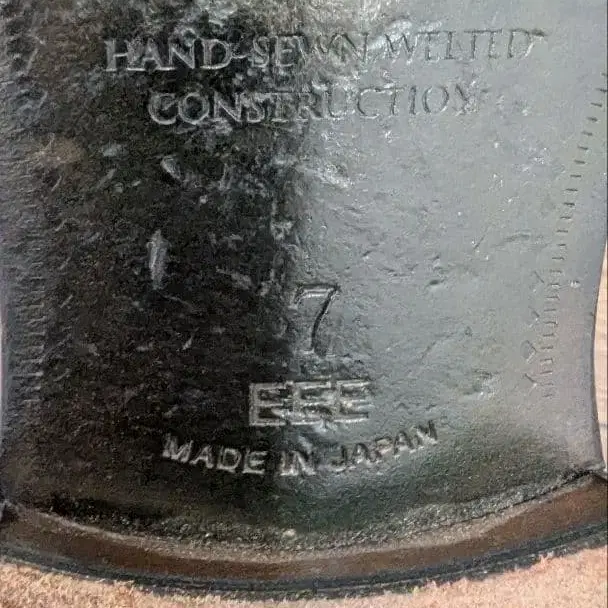 HAND-SEWN WELTED
CONSTRUCTION
7
EEE
MADE IN JAPAN